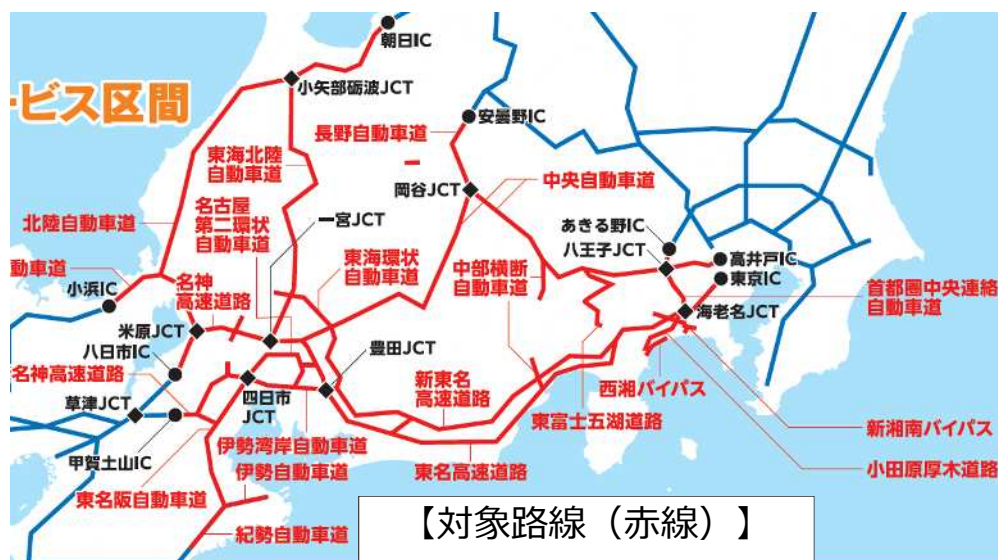 朝日IC
小矢部砺波JCT
ービス区間
安曇野IC
長野自動車道
東海北陸
自動車道
岡谷JCT
中央自動車道
北陸自動車道
名古屋
第二環状
自動車道
一宮JCT
あきる野IC
八王子JCT
高井戸IC
東京IC
動車道
小浜IC
名神
高速道路
東海環状
自動車道
中部横断
自動車道
首都圏中央連絡
自動車道
海老名JCT
米原JCT
八日市IC
豊田JCT
名神高速道路
草津JCT
四日市
JCT
新東名
高速道路
西湘バイパス
東富士五湖道路
新湘南バイパス
甲賀土山IC
伊勢湾岸自動車道
伊勢自動車道
東名高速道路
小田原厚木道路
東名阪自動車道
紀勢自動車道
【対象路線（赤線）】